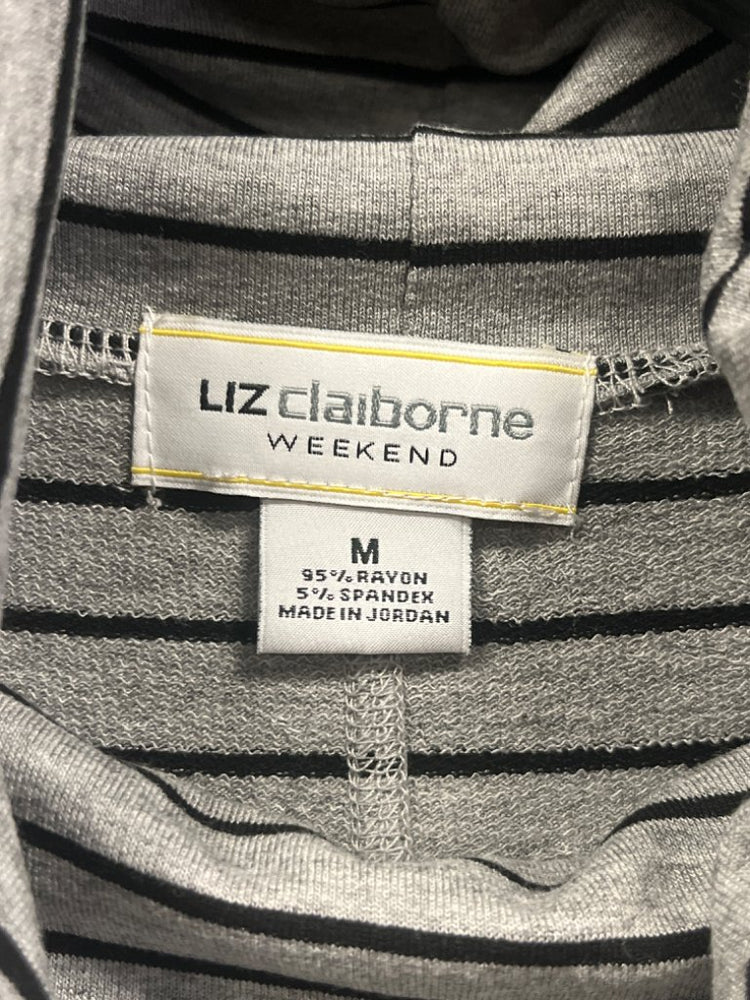 LIZ claiborne
WEEKEND
M
95% RAYON
5% SPANDEX
MADE IN JORDAN